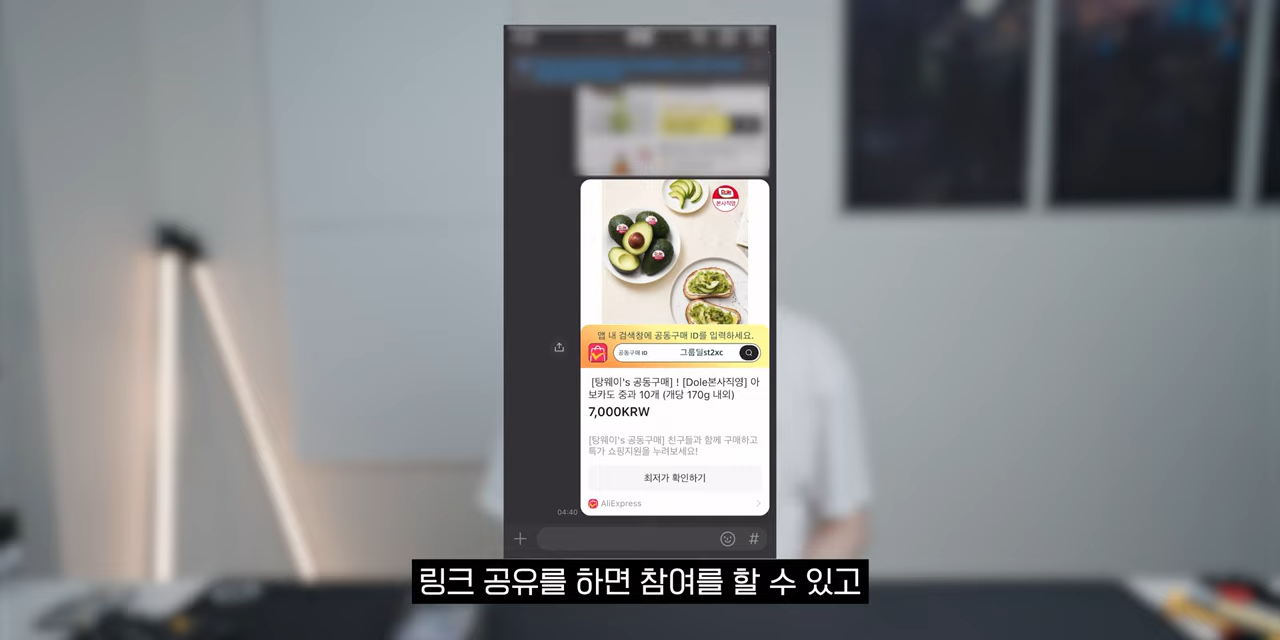 Dole
본사직영
앱 내 검색창에 공동구매 ID를 입력하세요.
공동구매 ID 그룹딜st2xc
[탕웨이's 공동구매] ! [Dole본사직영] 아
보카도 중과 10개 (개당 170g 내외)
7,000KRW
[탕웨이's 공동구매] 친구들과 함께 구매하고
특가 쇼핑지원을 누려보세요!
최저가 확인하기
AliExpress
04:40
링크 공유를 하면 참여를 할 수 있고